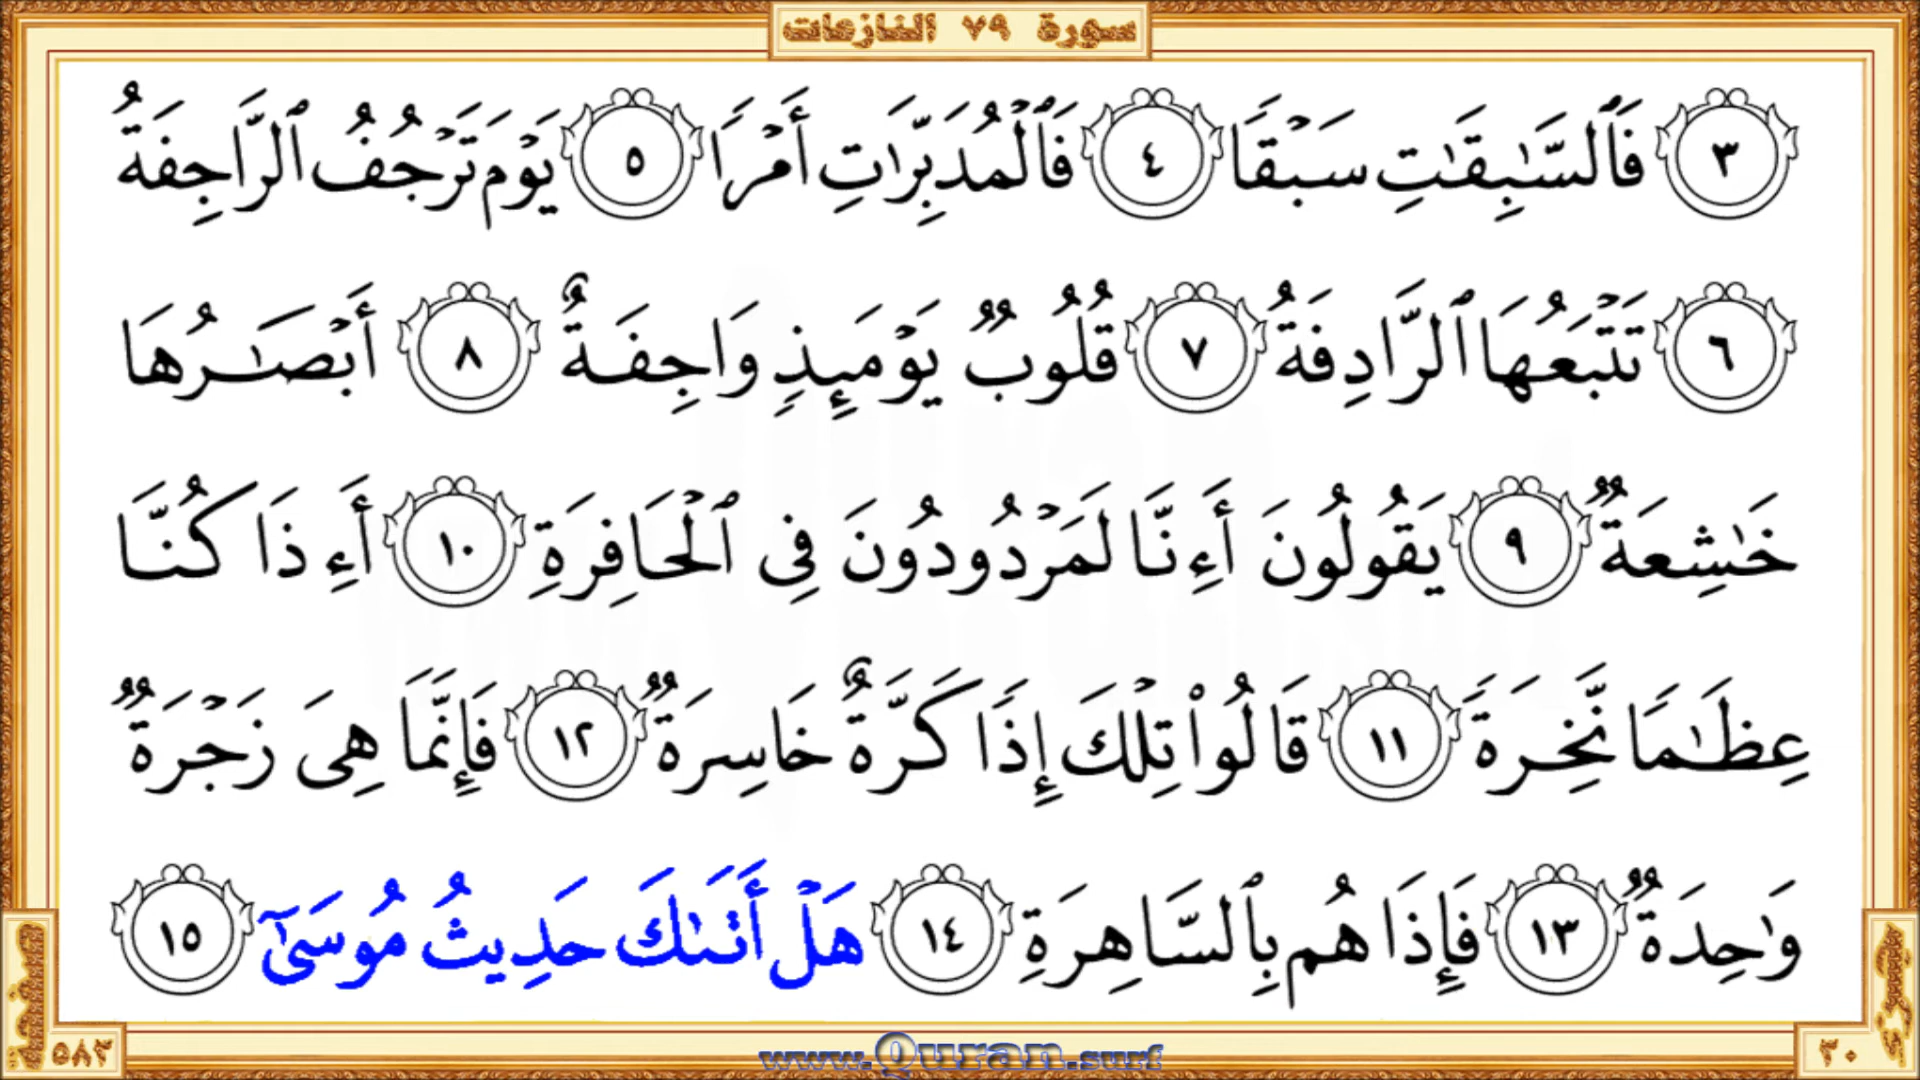 سورة ٧٩ النازعات
٣ فَٱلسَّٰبِقَٰتِ سَبۡقٗا ٤ فَٱلۡمُدَبِّرَٰتِ أَمۡرٗا ٥ يَوۡمَ تَرۡجُفُ ٱلرَّاجِفَةُ
٦ تَتۡبَعُهَا ٱلرَّادِفَةُ ٧ قُلُوبٞ يَوۡمَئِذٖ وَاجِفَةٌ ٨ أَبۡصَٰرُهَا
خَٰشِعَةٞ ٩ يَقُولُونَ أَءِنَّا لَمَرۡدُودُونَ فِي ٱلۡحَافِرَةِ ١٠ أَءِذَا كُنَّا
عِظَٰمٗا نَّخِرَةٗ ١١ قَالُواْ تِلۡكَ إِذٗا كَرَّةٌ خَاسِرَةٞ ١٢ فَإِنَّمَا هِيَ زَجۡرَةٞ
وَٰحِدَةٞ ١٣ فَإِذَا هُم بِٱلسَّاهِرَةِ ١٤ هَلۡ أَتَىٰكَ حَدِيثُ مُوسَىٰٓ ١٥
صفحة ٥٨٣
٣٠
www.Quran.surf